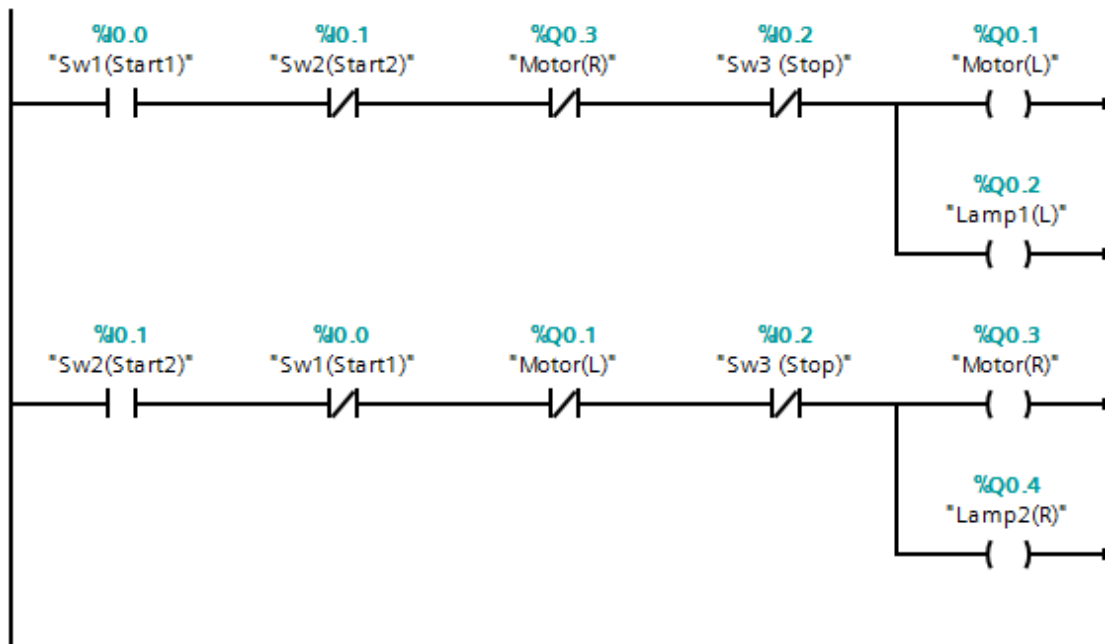 %I0.0 %I0.1 %Q0.3 %I0.2 %Q0.1
"Sw1(Start1)" "Sw2(Start2)" "Motor(R)" "Sw3 (Stop)" "Motor(L)"
%Q0.2
"Lamp1(L)"
%I0.1 %I0.0 %Q0.1 %I0.2 %Q0.3
"Sw2(Start2)" "Sw1(Start1)" "Motor(L)" "Sw3 (Stop)" "Motor(R)"
%Q0.4
"Lamp2(R)"